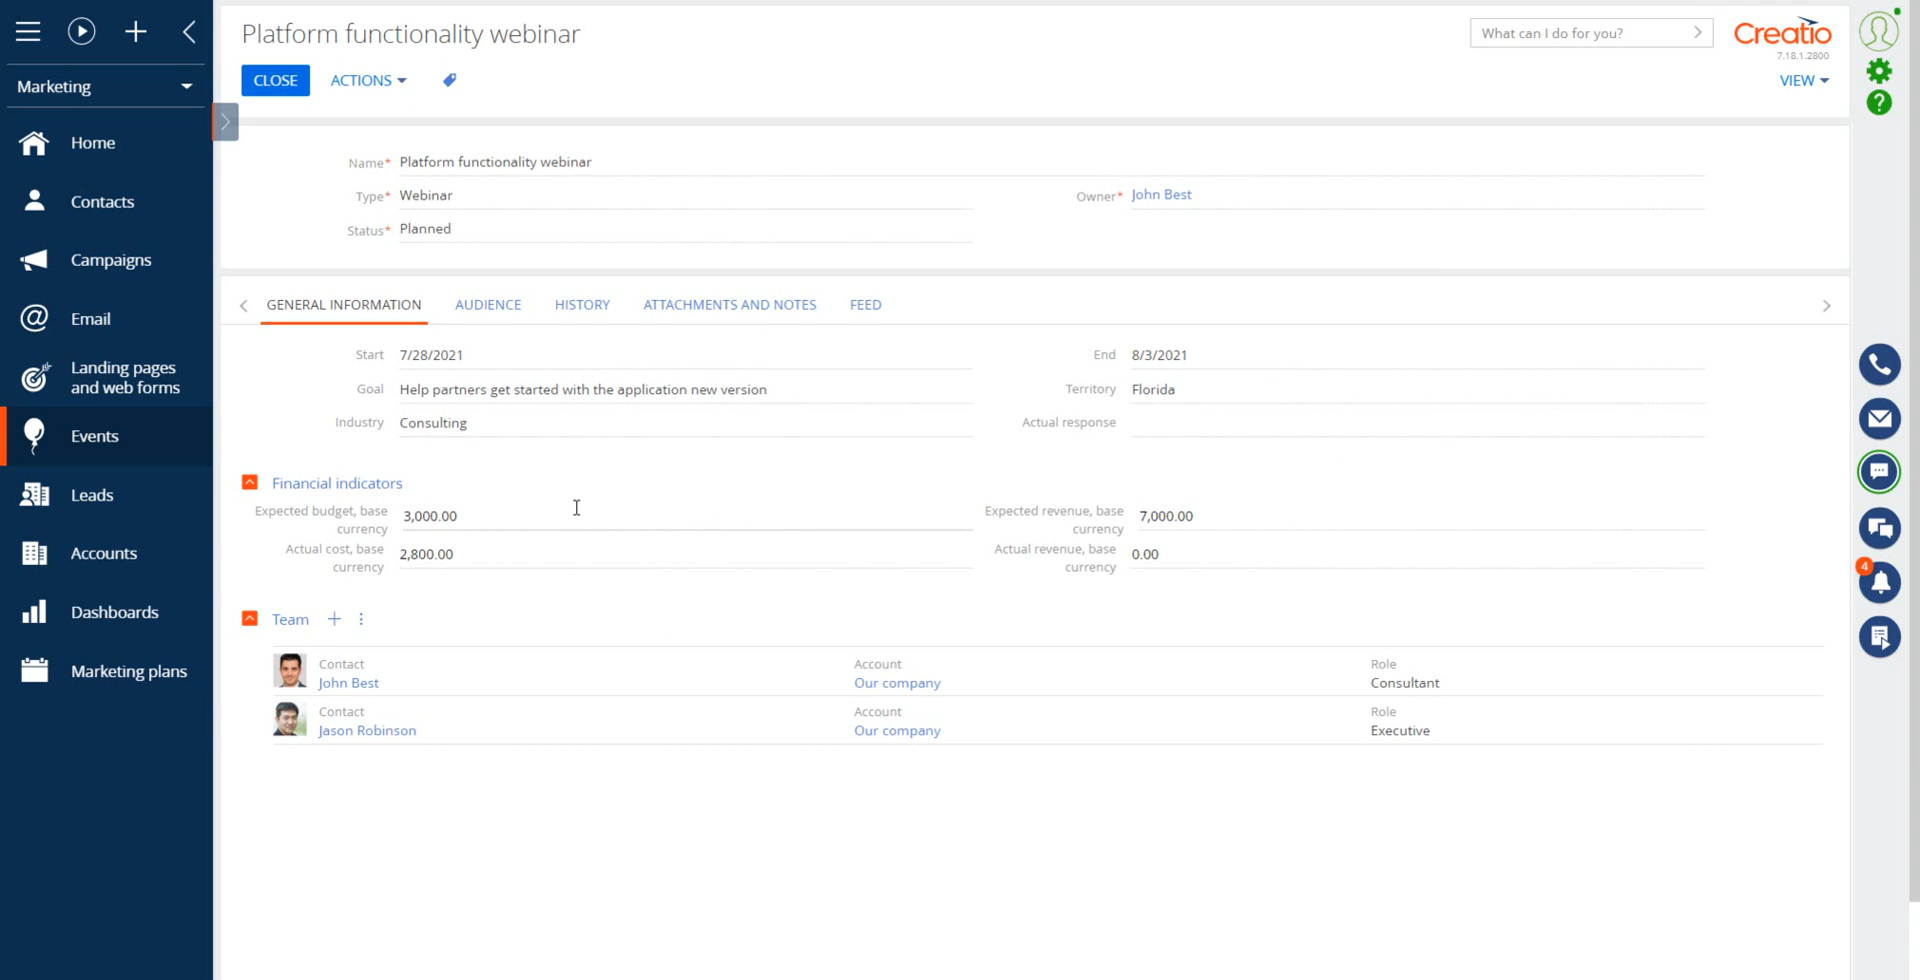 Platform functionality webinar
What can I do for you?
Creatio
7.18.1.2800
CLOSE
ACTIONS
VIEW
Marketing
Home
Contacts
Campaigns
Email
Landing pages
and web forms
Events
Leads
Accounts
Dashboards
Marketing plans
Name* Platform functionality webinar
Type* Webinar
Owner* John Best
Status* Planned
GENERAL INFORMATION
AUDIENCE
HISTORY
ATTACHMENTS AND NOTES
FEED
Start 7/28/2021
End 8/3/2021
Goal Help partners get started with the application new version
Territory Florida
Industry Consulting
Actual response
Financial indicators
Expected budget, base
currency
3,000.00
Expected revenue, base
currency
7,000.00
Actual cost, base
currency
2,800.00
Actual revenue, base
currency
0.00
Team
Contact
John Best
Account
Our company
Role
Consultant
Contact
Jason Robinson
Account
Our company
Role
Executive
?
4